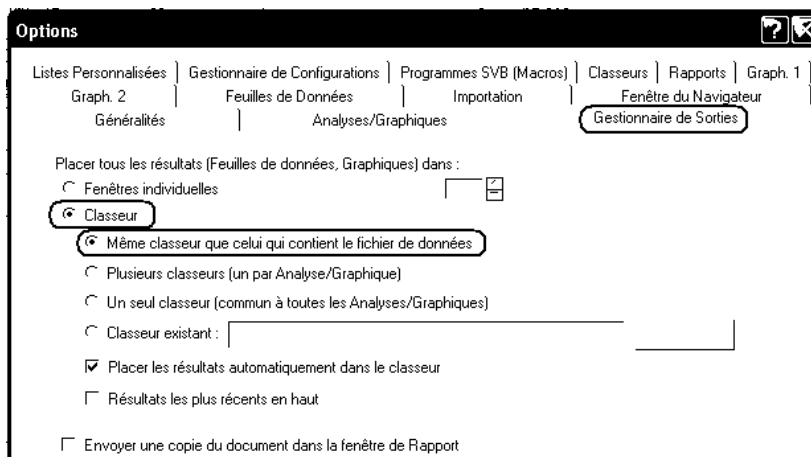 Options
Listes Personnalisées Gestionnaire de Configurations Programmes SVB (Macros) Classeurs Rapports Graph. 1
Graph. 2 Feuilles de Données Importation Fenêtre du Navigateur
Généralités Analyses/Graphiques Gestionnaire de Sorties
Placer tous les résultats (Feuilles de données, Graphiques) dans :
Fenêtres individuelles
Classeur
Même classeur que celui qui contient le fichier de données
Plusieurs classeurs (un par Analyse/Graphique)
Un seul classeur (commun à toutes les Analyses/Graphiques)
Classeur existant :
Placer les résultats automatiquement dans le classeur
Résultats les plus récents en haut
Envoyer une copie du document dans la fenêtre de Rapport